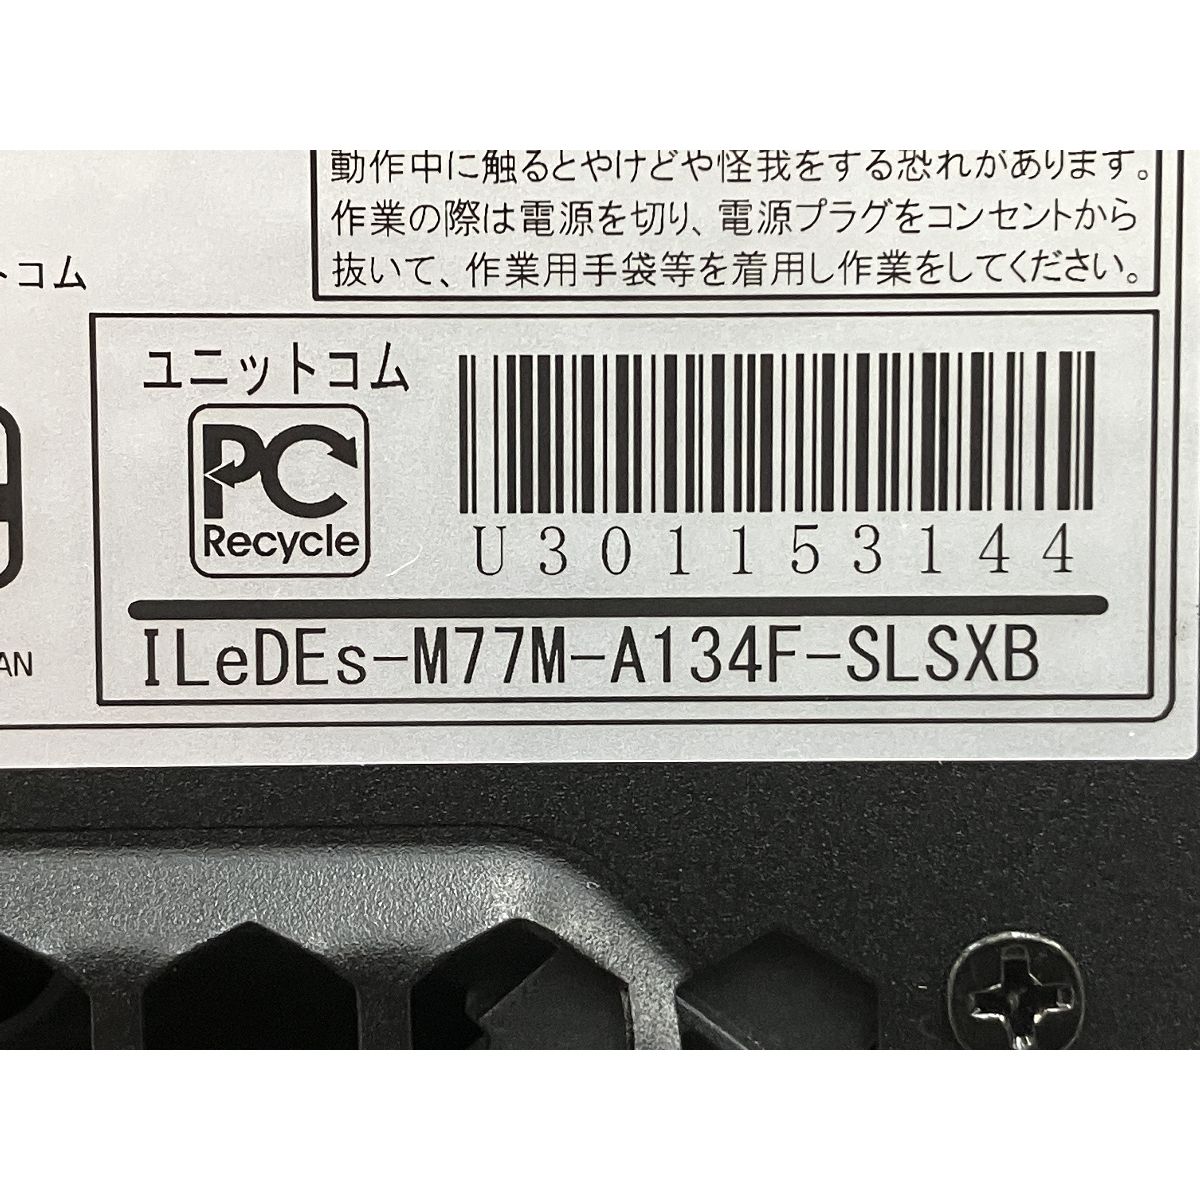 動作中に触るとやけどや怪我をする恐れがあります。
作業の際は電源を切り、電源プラグをコンセントから
抜いて、作業用手袋等を着用し作業をしてください。
トコム
ユニットコム
PC
Recycle
U301153144
AN
ILeDEs-M77M-A134F-SLSXB